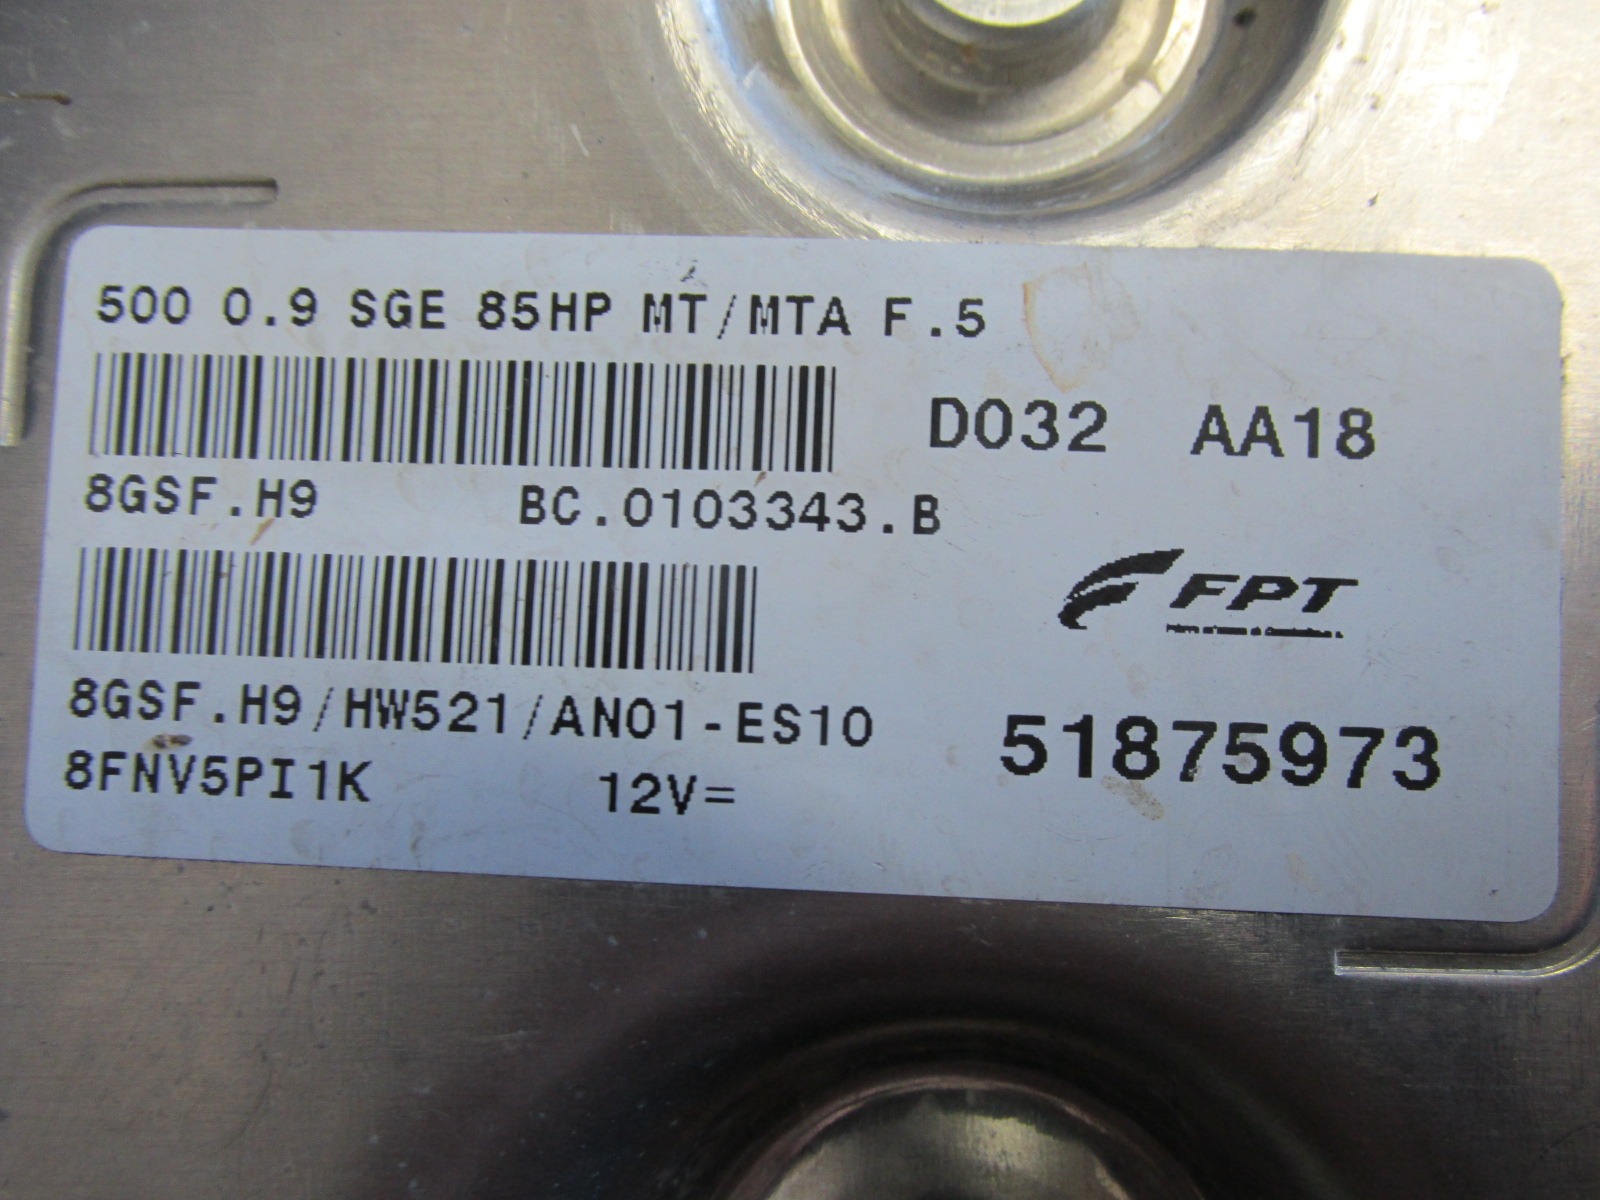 500 0.9 SGE 85HP MT/MTA F.5
D032 AA18
8GSF.H9 BC.0103343.B
FPT
8GSF.H9/HW521/AN01-ES10
51875973
8FNV5PI1K 12V=